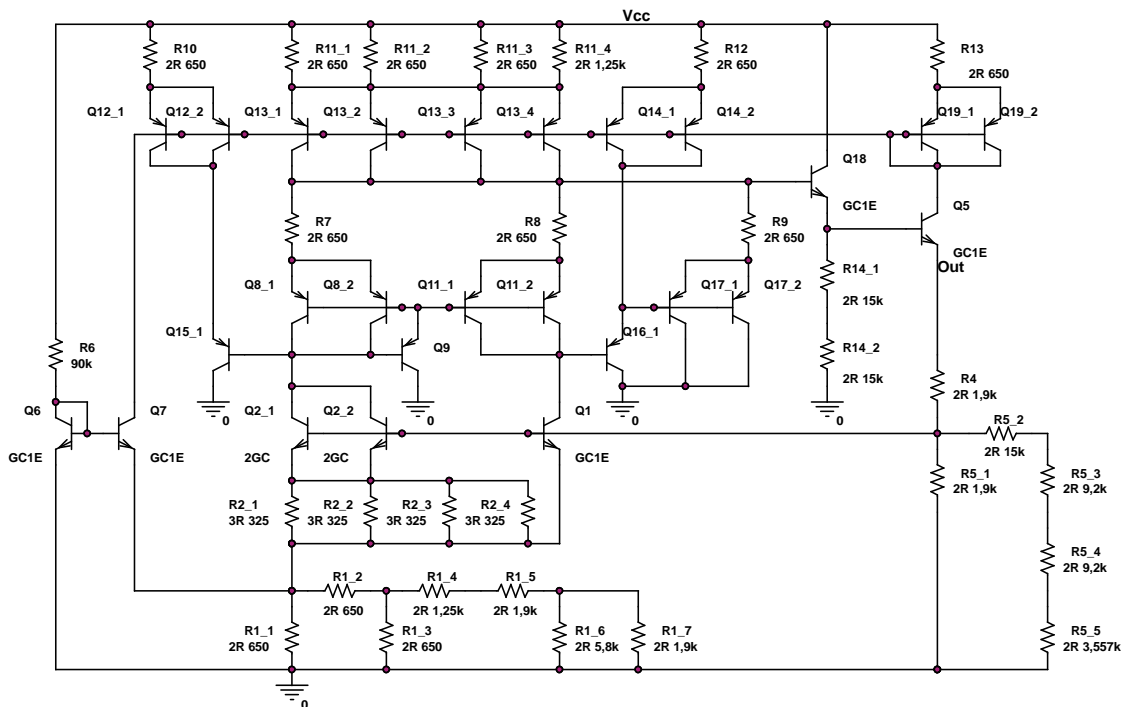 Vcc
R10
2R 650
R11_1
2R 650
R11_2
2R 650
R11_3
2R 650
R11_4
2R 1,25k
R12
2R 650
R13
2R 650
Q12_1
Q12_2
Q13_1
Q13_2
Q13_3
Q13_4
Q14_1
Q14_2
Q19_1
Q19_2
Q18
GC1E
Q5
GC1E
Out
R7
2R 650
R8
2R 650
R9
2R 650
R14_1
2R 15k
Q8_1
Q8_2
Q11_1
Q11_2
Q17_1
Q17_2
Q15_1
Q9
Q16_1
R6
90k
R14_2
2R 15k
R4
2R 1,9k
0
0
0
0
Q6
GC1E
Q7
GC1E
Q2_1
2GC
Q2_2
2GC
Q1
GC1E
R5_2
2R 15k
R5_1
2R 1,9k
R5_3
2R 9,2k
R2_1
3R 325
R2_2
3R 325
R2_3
3R 325
R2_4
3R 325
R5_4
2R 9,2k
R1_2
2R 650
R1_4
2R 1,25k
R1_5
2R 1,9k
R1_1
2R 650
R1_3
2R 650
R1_6
2R 5,8k
R1_7
2R 1,9k
R5_5
2R 3,557k
0